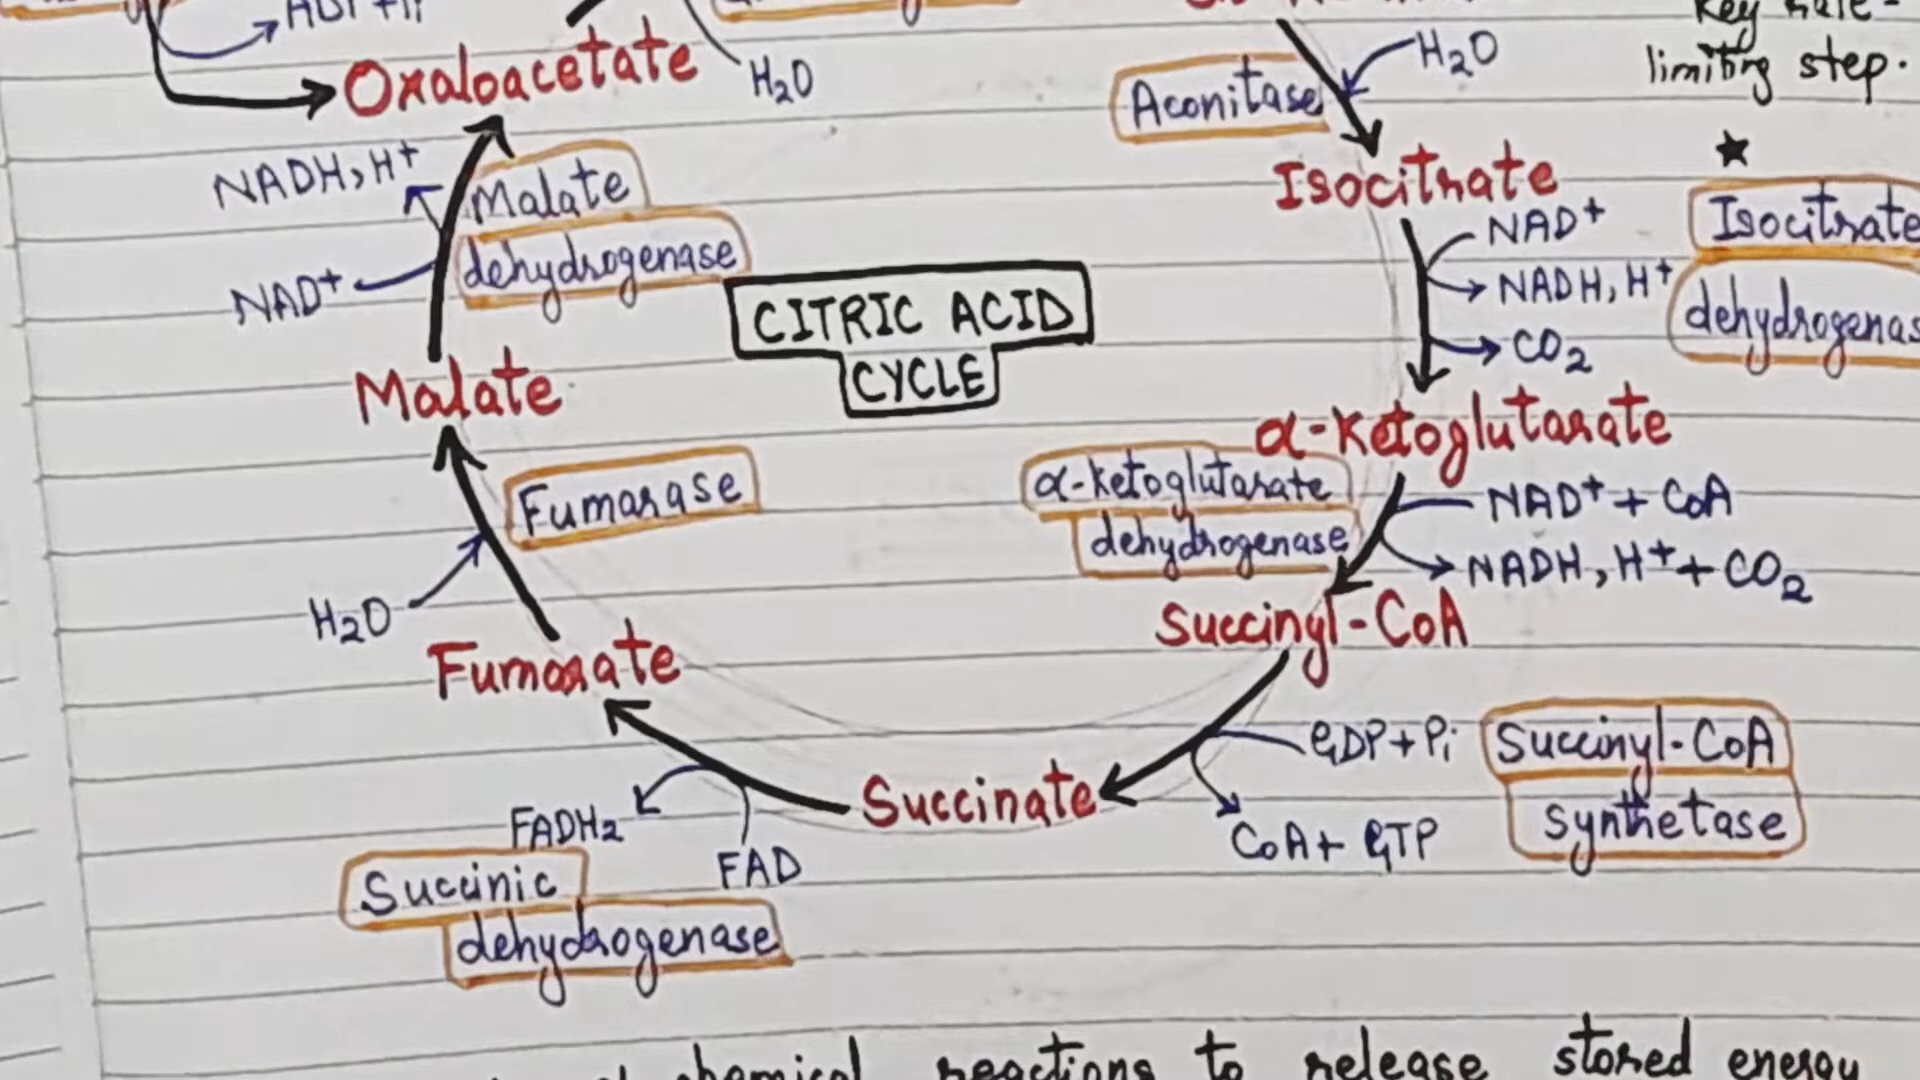 Oxaloacetate
H2O
H2O
limiting step.
Aconitase
★
NADH, H+
Malate
dehydrogenase
NAD+
Isocitrate
NAD+
NADH, H+
CO2
Isocitrate
CITRIC ACID
CYCLE
Malate
α-Ketoglutarate
α-ketoglutarate
dehydrogenase
NAD+ + CoA
NADH, H+ + CO2
Fumarase
H2O
Fumarate
Succinyl-CoA
GDP+Pi
CoA+ GTP
Succinyl-CoA
synthetase
Succinate
FADH2
FAD
Succinic
dehydrogenase
chemical reactions to release stored energy